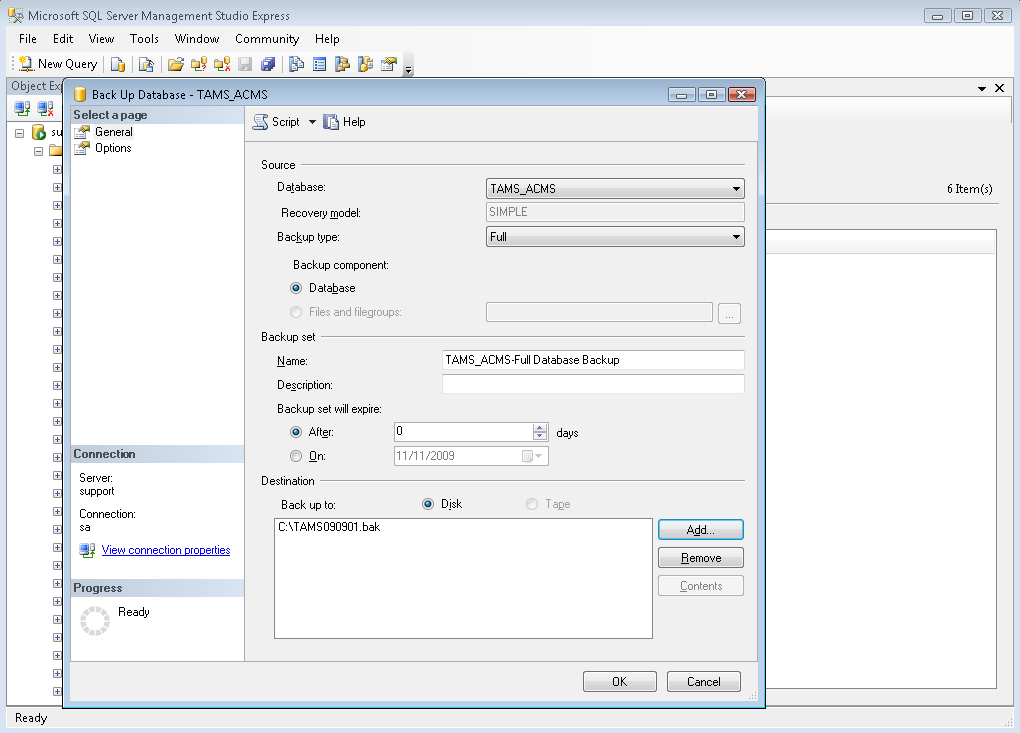 Microsoft SQL Server Management Studio Express
File Edit View Tools Window Community Help
New Query
Object Ex
Back Up Database - TAMS_ACMS
Select a page
General
Options
Script Help
su
6 Item(s)
Source
Database: TAMS_ACMS
Recovery model: SIMPLE
Backup type: Full
Backup component:
Database
Files and filegroups: ...
Backup set
Name: TAMS_ACMS-Full Database Backup
Description:
Backup set will expire:
After: 0 days
On: 11/11/2009
Destination
Back up to: Disk Tape
C:\TAMS090901.bak
Add...
Remove
Contents
Connection
Server:
support
Connection:
sa
View connection properties
Progress
Ready
OK Cancel
Ready